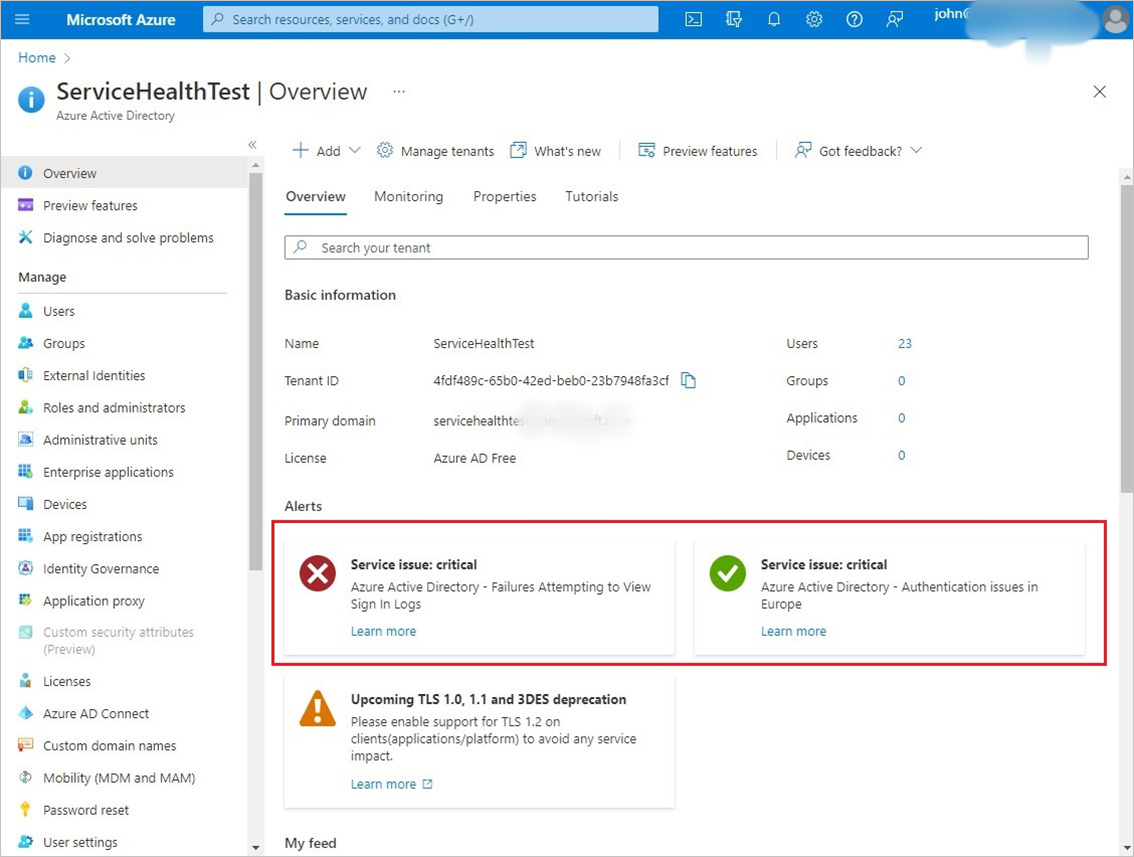 Microsoft Azure
Search resources, services, and docs (G+/)
john@
Home
ServiceHealthTest | Overview ...
Azure Active Directory
Overview
Preview features
Diagnose and solve problems
Manage
Users
Groups
External Identities
Roles and administrators
Administrative units
Enterprise applications
Devices
App registrations
Identity Governance
Application proxy
Custom security attributes
(Preview)
Licenses
Azure AD Connect
Custom domain names
Mobility (MDM and MAM)
Password reset
User settings
Add
Manage tenants
What's new
Preview features
Got feedback?
Overview Monitoring Properties Tutorials
Search your tenant
Basic information
Name ServiceHealthTest Users 23
Tenant ID 4fdf489c-65b0-42ed-beb0-23b7948fa3cf Groups 0
Primary domain Applications 0
License Azure AD Free Devices 0
Alerts
Service issue: critical
Azure Active Directory - Failures Attempting to View
Sign In Logs
Learn more
Service issue: critical
Azure Active Directory - Authentication issues in
Europe
Learn more
Upcoming TLS 1.0, 1.1 and 3DES deprecation
Please enable support for TLS 1.2 on
clients(applications/platform) to avoid any service
impact.
Learn more
My feed